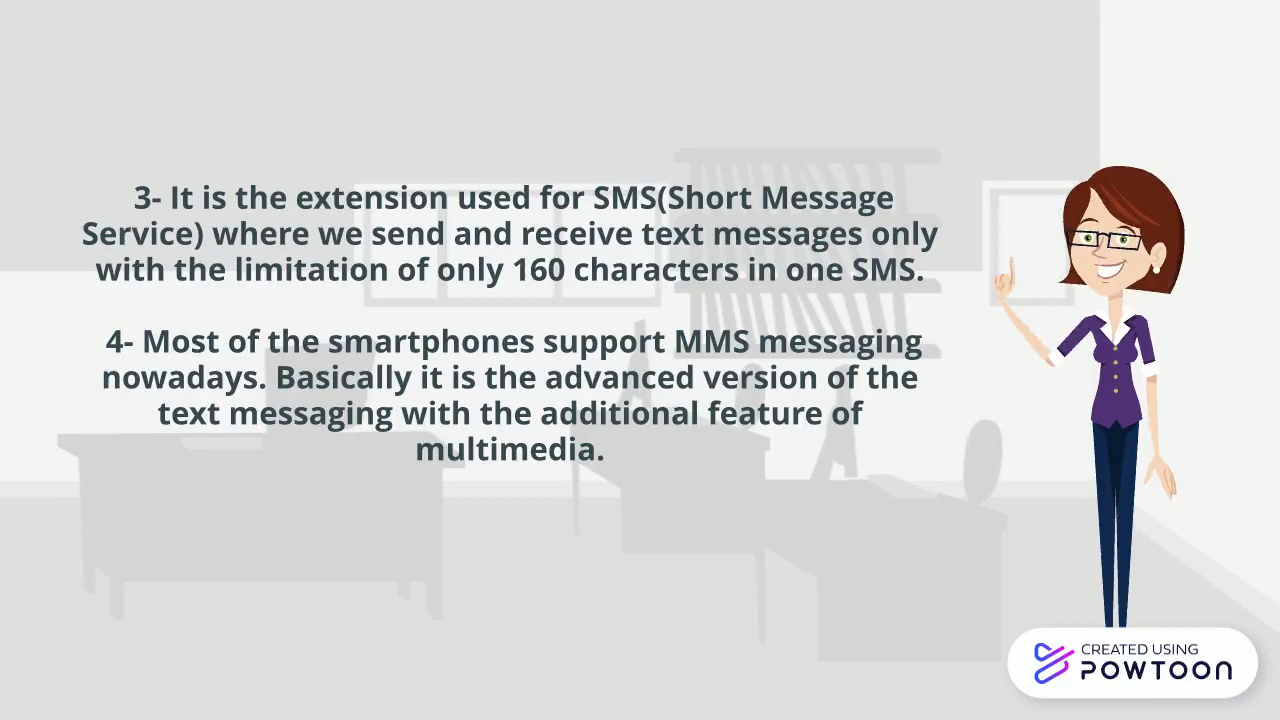 3- It is the extension used for SMS(Short Message
Service) where we send and receive text messages only
with the limitation of only 160 characters in one SMS.
4- Most of the smartphones support MMS messaging
nowadays. Basically it is the advanced version of the
text messaging with the additional feature of
multimedia.
CREATED USING
POWTOON